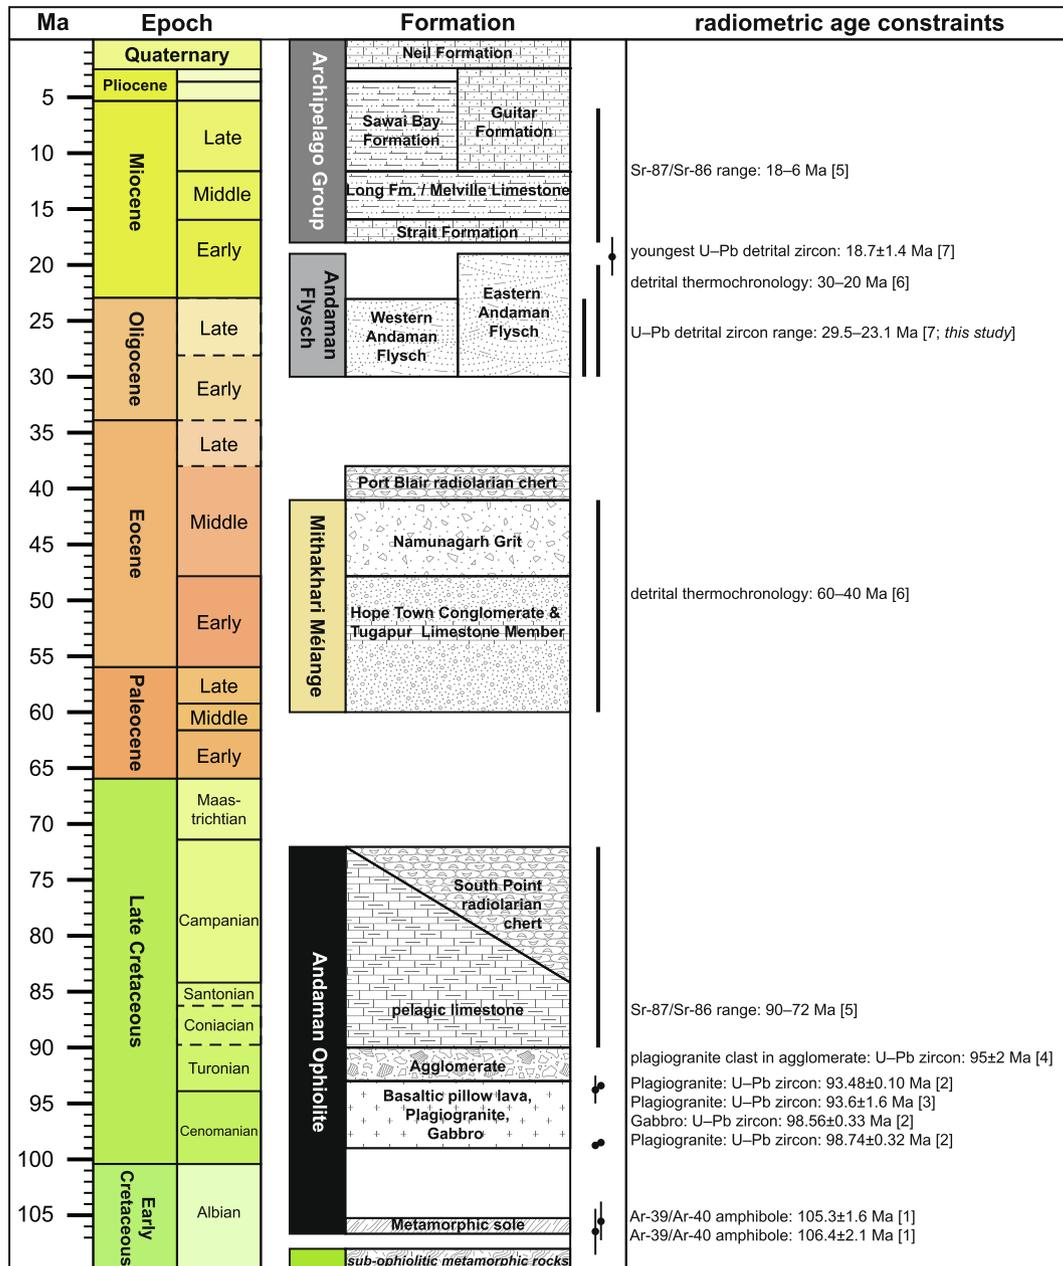 Ma Epoch Formation radiometric age constraints
5
10
15
20
25
30
35
40
45
50
55
60
65
70
75
80
85
90
95
100
105
Quaternary
Pliocene
Miocene
Late
Middle
Early
Oligocene
Late
Early
Eocene
Late
Middle
Early
Paleocene
Late
Middle
Early
Late Cretaceous
Maas-
trichtian
Campanian
Santonian
Coniacian
Turonian
Cenomanian
Early
Cretaceous
Albian
Archipelago Group
Neil Formation
Sawai Bay
Formation
Guitar
Formation
Long Fm. / Melville Limestone
Strait Formation
Andaman
Flysch
Western
Andaman
Flysch
Eastern
Andaman
Flysch
Port Blair radiolarian chert
Mithakhari Mélange
Namunagarh Grit
Hope Town Conglomerate &
Tugapur Limestone Member
Andaman Ophiolite
South Point
radiolarian
chert
pelagic limestone
Agglomerate
Basaltic pillow lava,
Plagiogranite,
Gabbro
Metamorphic sole
sub-ophiolitic metamorphic rocks
Sr-87/Sr-86 range: 18–6 Ma [5]
youngest U–Pb detrital zircon: 18.7±1.4 Ma [7]
detrital thermochronology: 30–20 Ma [6]
U–Pb detrital zircon range: 29.5–23.1 Ma [7; this study]
detrital thermochronology: 60–40 Ma [6]
Sr-87/Sr-86 range: 90–72 Ma [5]
plagiogranite clast in agglomerate: U–Pb zircon: 95±2 Ma [4]
Plagiogranite: U–Pb zircon: 93.48±0.10 Ma [2]
Plagiogranite: U–Pb zircon: 93.6±1.6 Ma [3]
Gabbro: U–Pb zircon: 98.56±0.33 Ma [2]
Plagiogranite: U–Pb zircon: 98.74±0.32 Ma [2]
Ar-39/Ar-40 amphibole: 105.3±1.6 Ma [1]
Ar-39/Ar-40 amphibole: 106.4±2.1 Ma [1]